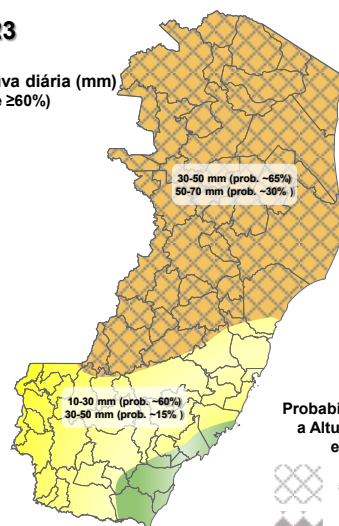 23
uva diária (mm)
e ≥60%)
30-50 mm (prob. ~65%)
50-70 mm (prob. ~30% )
10-30 mm (prob. ~60%)
30-50 mm (prob. ~15% )
Probabi
a Altu
e